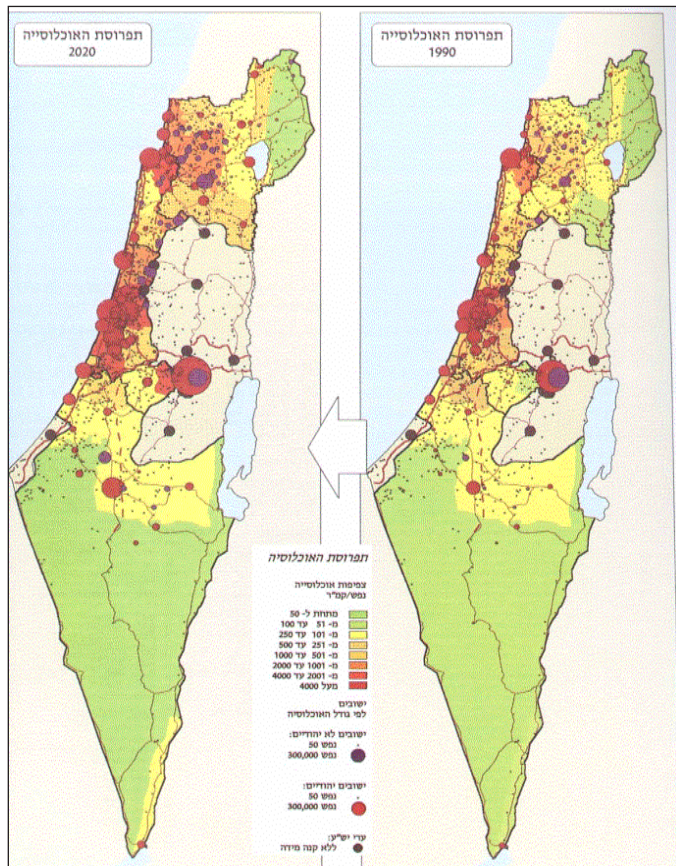 תפרוסת האוכלוסייה
2020
תפרוסת האוכלוסייה
1990
תפרוסת האוכלוסיה
צפיפות אוכלוסייה
נפש/קמ"ר
מתחת ל- 50
מ- 51 עד 100
מ- 101 עד 250
מ- 251 עד 500
מ- 501 עד 1000
מ- 1001 עד 2000
מ- 2001 עד 4000
מעל 4000
ישובים
לפי גודל האוכלוסיה
ישובים לא יהודיים:
50 נפש
300,000 נפש
ישובים יהודיים:
50 נפש
300,000 נפש
ערי יש"ע:
ללא קנה מידה